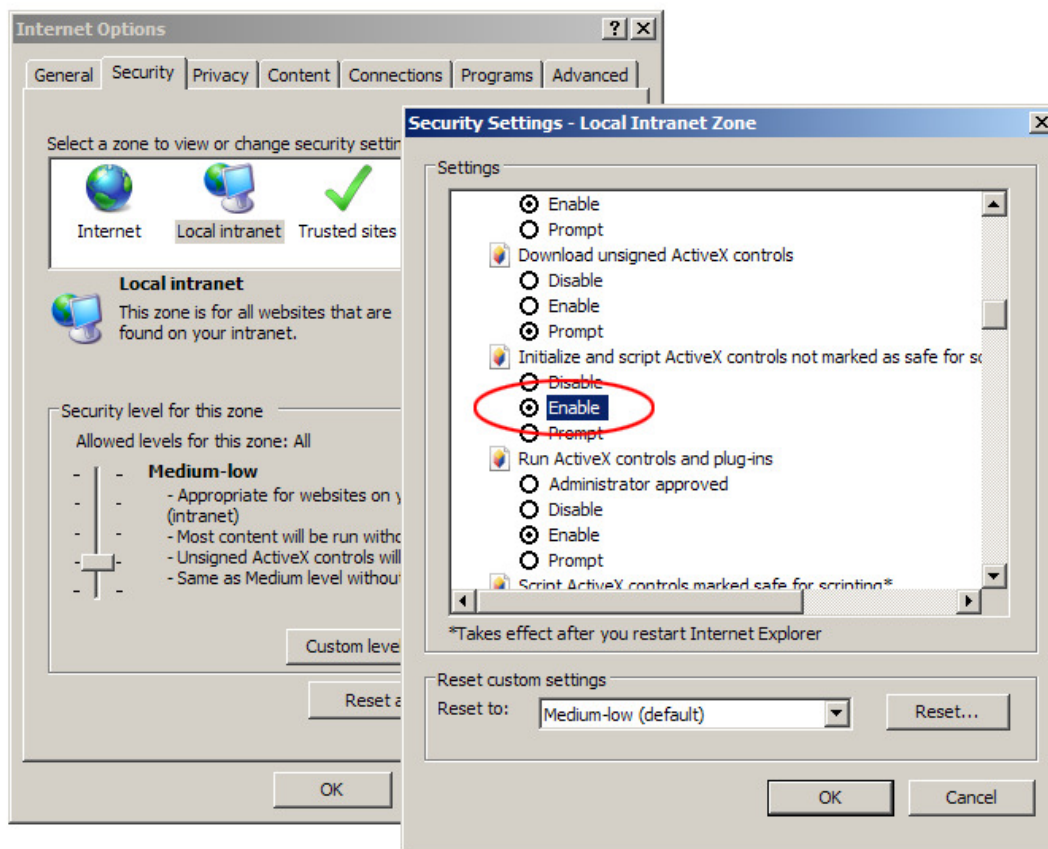 Internet Options
General Security Privacy Content Connections Programs Advanced
Select a zone to view or change security
Internet Local intranet Trusted sites
Local intranet
This zone is for all websites that are
found on your intranet.
Security level for this zone
Allowed levels for this zone: All
Medium-low
- Appropriate for websites on
(intranet)
- Most content will be run
- Unsigned ActiveX controls
- Same as Medium level
Custom
Reset
OK
Security Settings - Local Intranet Zone
Settings
Enable
Prompt
Download unsigned ActiveX controls
Disable
Enable
Prompt
Initialize and script ActiveX controls not marked as safe for
Disable
Enable
Prompt
Run ActiveX controls and plug-ins
Administrator approved
Disable
Enable
Prompt
Script ActiveX controls marked safe for scripting*
*Takes effect after you restart Internet Explorer
Reset custom settings
Reset to: Medium-low (default) Reset...
OK Cancel